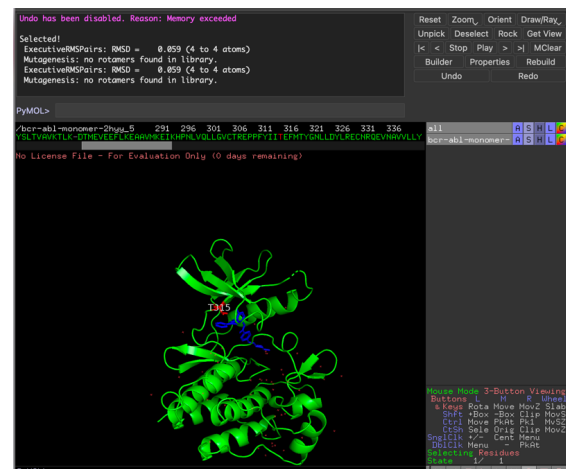 Undo has been disabled. Reason: Memory exceeded
Selected!
ExecutiveRMSPairs: RMSD =    0.059 (4 to 4 atoms)
Mutagenesis: no rotamers found in library.
ExecutiveRMSPairs: RMSD =    0.059 (4 to 4 atoms)
Mutagenesis: no rotamers found in library.
Reset Zoom Orient Draw/Ray
Unpick Deselect Rock Get View
|< < Stop Play > >| MClear
Builder Properties Rebuild
Undo Redo
PyMOL>
/bcr-abl-monomer-2hyy_5 291 296 301 306 311 316 321 326 331 336
YSLTVAVKTLK-DTMEVEEFLKEAAVMKEIKHPNLVQLLGVCTREPPFYIITEFMTYGNLLDYLRECNRQEVNAVVLLY
all A S H L C
bcr-abl-monomer- A S H L C
No License File - For Evaluation Only (0 days remaining)
T315
Mouse Mode 3-Button Viewing
Buttons L M R Wheel
& Keys Rota Move MovZ Slab
Shft +Box -Box Clip MovS
Ctrl Move PkAt Pk1 MvSZ
CtSh Sele Orig Clip MovZ
SnglClk +/- Cent Menu
DblClk Menu - PkAt
Selecting Residues
State 1/ 1